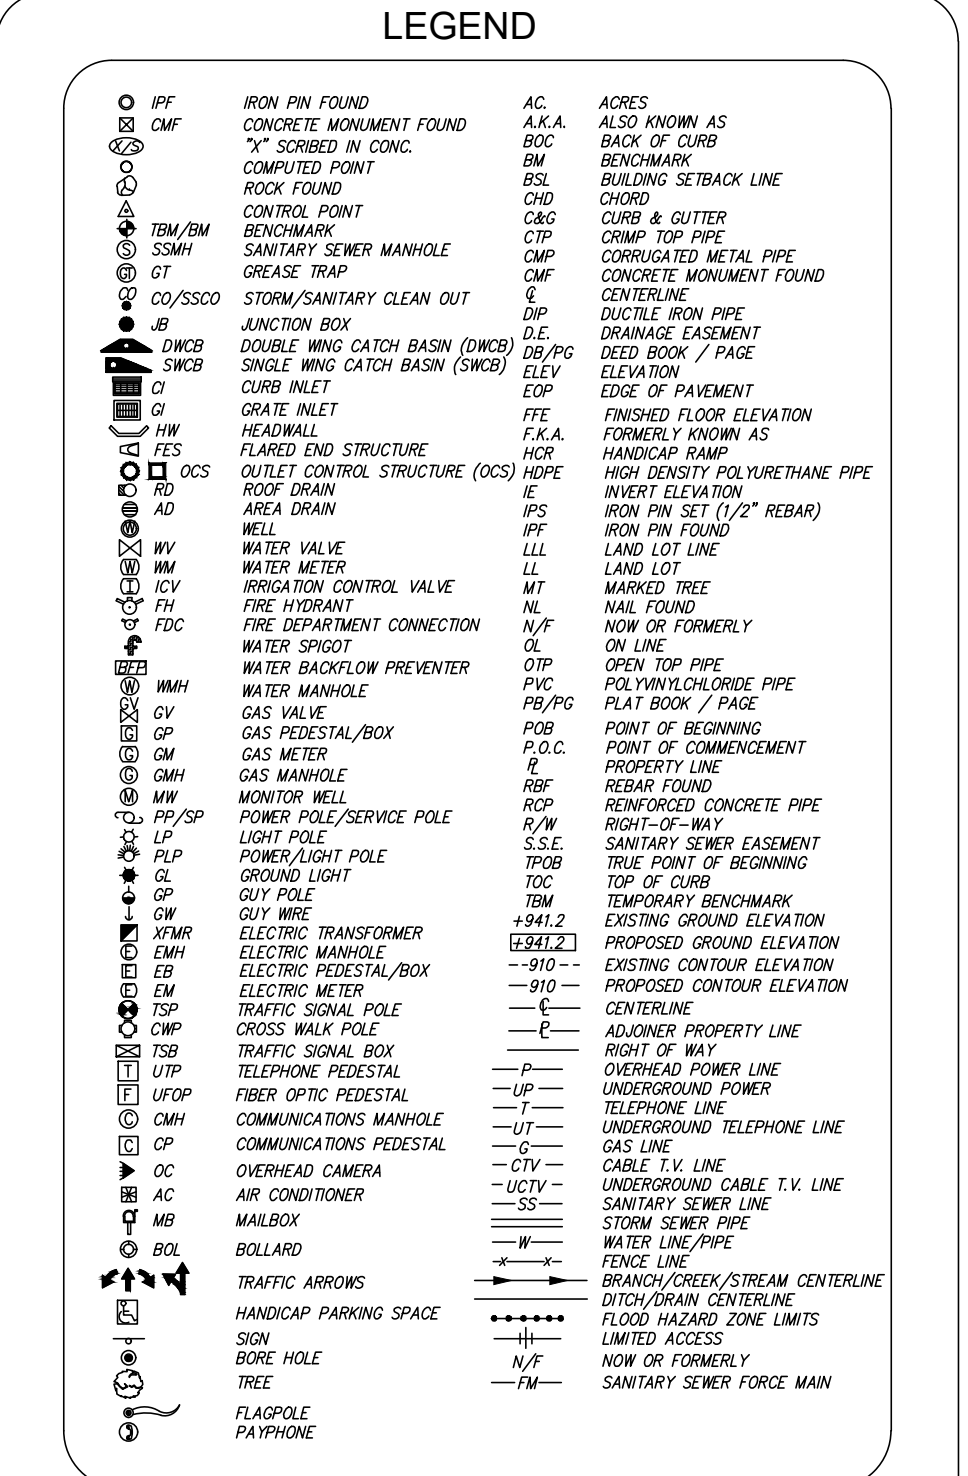 LEGEND
IPF IRON PIN FOUND
CMF CONCRETE MONUMENT FOUND
X/S "X" SCRIBED IN CONC.
COMPUTED POINT
ROCK FOUND
CONTROL POINT
TBM/BM BENCHMARK
S SSMH SANITARY SEWER MANHOLE
GT GT GREASE TRAP
CO/SSCO STORM/SANITARY CLEAN OUT
JB JUNCTION BOX
DWCB DOUBLE WING CATCH BASIN (DWCB)
SWCB SINGLE WING CATCH BASIN (SWCB)
CI CURB INLET
GI GRATE INLET
HW HEADWALL
FES FLARED END STRUCTURE
OCS OUTLET CONTROL STRUCTURE (OCS)
RD ROOF DRAIN
AD AREA DRAIN
W WELL
WV WATER VALVE
W WM WATER METER
I ICV IRRIGATION CONTROL VALVE
FH FIRE HYDRANT
FDC FIRE DEPARTMENT CONNECTION
WATER SPIGOT
BFP WATER BACKFLOW PREVENTER
W WMH WATER MANHOLE
GV GV GAS VALVE
G GP GAS PEDESTAL/BOX
G GM GAS METER
G GMH GAS MANHOLE
M MW MONITOR WELL
PP/SP POWER POLE/SERVICE POLE
LP LIGHT POLE
PLP POWER/LIGHT POLE
GL GROUND LIGHT
GP GUY POLE
GW GUY WIRE
XFMR ELECTRIC TRANSFORMER
E EMH ELECTRIC MANHOLE
E EB ELECTRIC PEDESTAL/BOX
E EM ELECTRIC METER
TSP TRAFFIC SIGNAL POLE
CWP CROSS WALK POLE
TSB TRAFFIC SIGNAL BOX
T UTP TELEPHONE PEDESTAL
F UFOP FIBER OPTIC PEDESTAL
C CMH COMMUNICATIONS MANHOLE
C CP COMMUNICATIONS PEDESTAL
OC OVERHEAD CAMERA
AC AIR CONDITIONER
MB MAILBOX
BOL BOLLARD
TRAFFIC ARROWS
HANDICAP PARKING SPACE
SIGN
BORE HOLE
TREE
FLAGPOLE
PAYPHONE
AC. ACRES
A.K.A. ALSO KNOWN AS
BOC BACK OF CURB
BM BENCHMARK
BSL BUILDING SETBACK LINE
CHD CHORD
C&G CURB & GUTTER
CTP CRIMP TOP PIPE
CMP CORRUGATED METAL PIPE
CMF CONCRETE MONUMENT FOUND
℄ CENTERLINE
DIP DUCTILE IRON PIPE
D.E. DRAINAGE EASEMENT
DB/PG DEED BOOK / PAGE
ELEV ELEVATION
EOP EDGE OF PAVEMENT
FFE FINISHED FLOOR ELEVATION
F.K.A. FORMERLY KNOWN AS
HCR HANDICAP RAMP
HDPE HIGH DENSITY POLYURETHANE PIPE
IE INVERT ELEVATION
IPS IRON PIN SET (1/2" REBAR)
IPF IRON PIN FOUND
LLL LAND LOT LINE
LL LAND LOT
MT MARKED TREE
NL NAIL FOUND
N/F NOW OR FORMERLY
OL ON LINE
OTP OPEN TOP PIPE
PVC POLYVINYLCHLORIDE PIPE
PB/PG PLAT BOOK / PAGE
POB POINT OF BEGINNING
P.O.C. POINT OF COMMENCEMENT
⅊ PROPERTY LINE
RBF REBAR FOUND
RCP REINFORCED CONCRETE PIPE
R/W RIGHT-OF-WAY
S.S.E. SANITARY SEWER EASEMENT
TPOB TRUE POINT OF BEGINNING
TOC TOP OF CURB
TBM TEMPORARY BENCHMARK
+941.2 EXISTING GROUND ELEVATION
+941.2 PROPOSED GROUND ELEVATION
--910-- EXISTING CONTOUR ELEVATION
—910— PROPOSED CONTOUR ELEVATION
—℄— CENTERLINE
—⅊— ADJOINER PROPERTY LINE
RIGHT OF WAY
—P— OVERHEAD POWER LINE
—UP— UNDERGROUND POWER
—T— TELEPHONE LINE
—UT— UNDERGROUND TELEPHONE LINE
—G— GAS LINE
—CTV— CABLE T.V. LINE
—UCTV— UNDERGROUND CABLE T.V. LINE
—SS— SANITARY SEWER LINE
STORM SEWER PIPE
—W— WATER LINE/PIPE
—x—x— FENCE LINE
BRANCH/CREEK/STREAM CENTERLINE
DITCH/DRAIN CENTERLINE
FLOOD HAZARD ZONE LIMITS
LIMITED ACCESS
N/F NOW OR FORMERLY
—FM— SANITARY SEWER FORCE MAIN